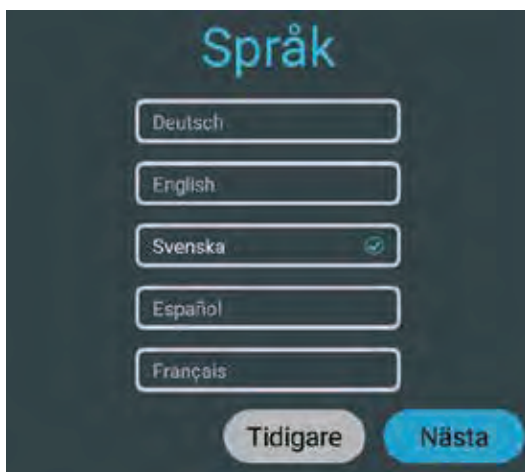 Språk
Deutsch
English
Svenska
Español
Français
Tidigare Nästa